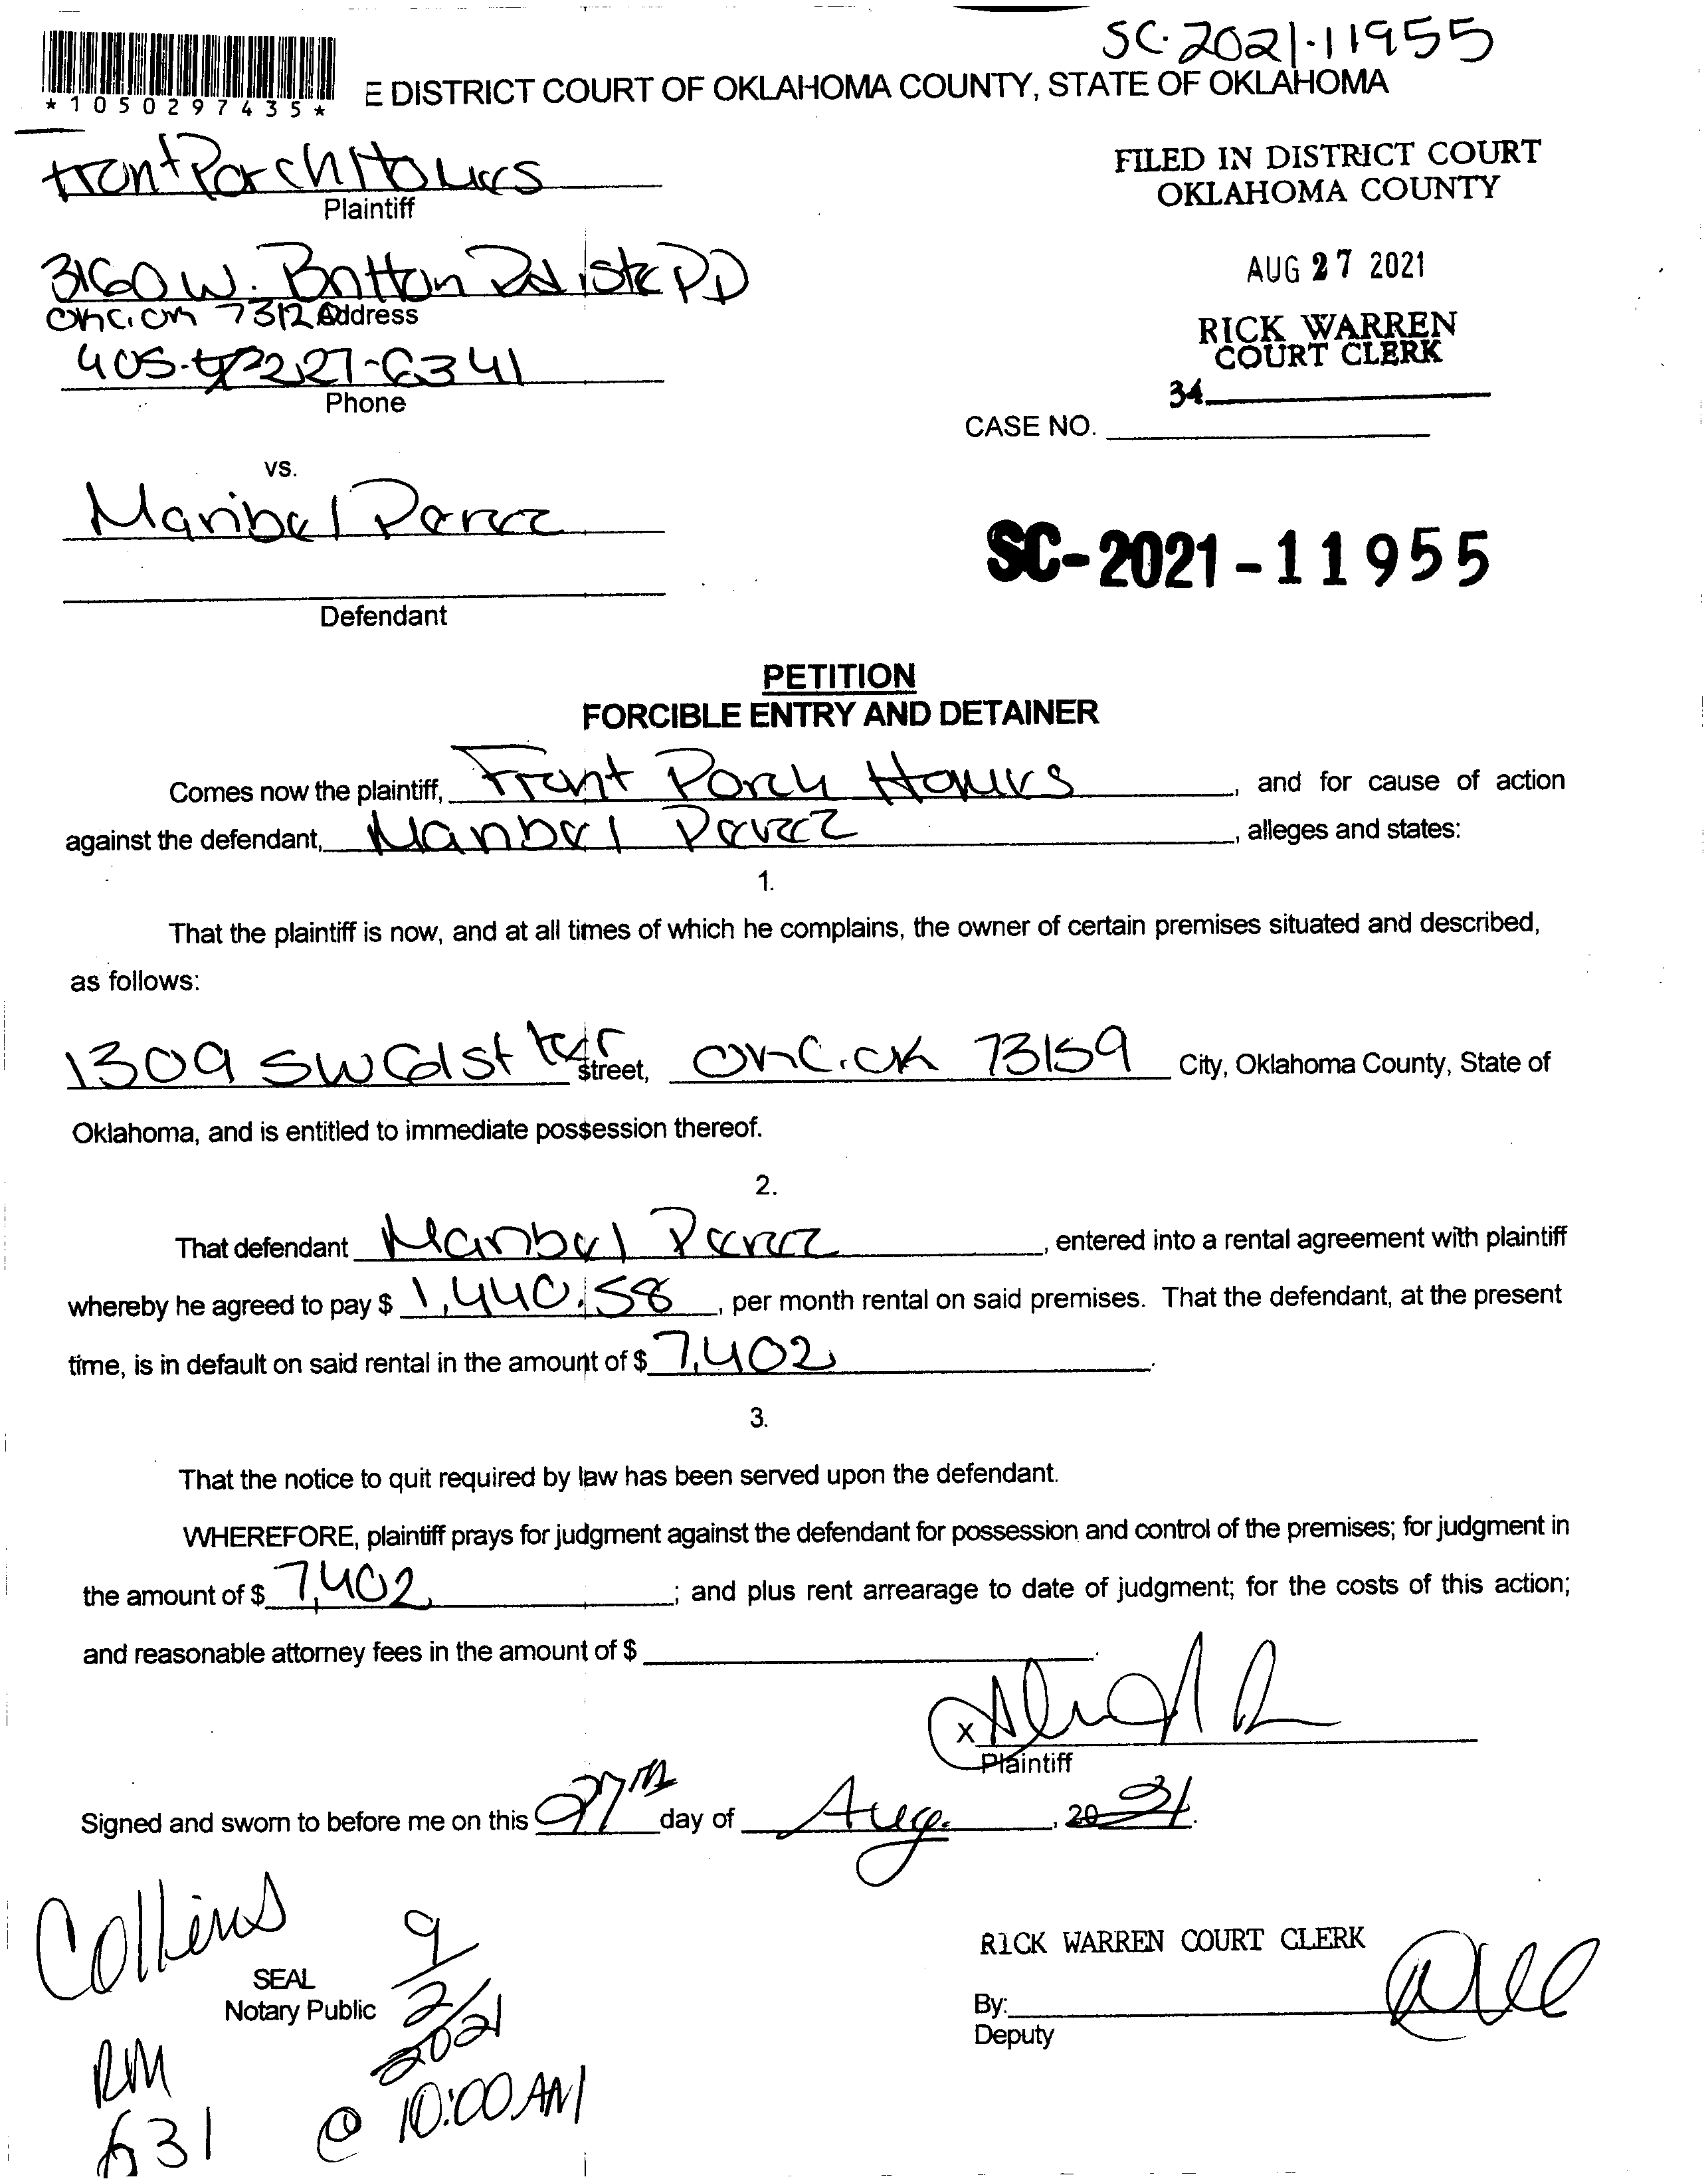 SC-2021-11955
*1050297435*
E DISTRICT COURT OF OKLAHOMA COUNTY, STATE OF OKLAHOMA
Front Porch Homes
Plaintiff
FILED IN DISTRICT COURT
OKLAHOMA COUNTY
3160 W. Britton Rd Ste
AUG 27 2021
Address
RICK WARREN
COURT CLERK
405- 227-6341
Phone
34
CASE NO.
vs.
Maribel Perez
SC-2021-11955
Defendant
PETITION
FORCIBLE ENTRY AND DETAINER
Comes now the plaintiff, Front Porch Homes, and for cause of action
against the defendant, Maribel Perez, alleges and states:
1.
That the plaintiff is now, and at all times of which he complains, the owner of certain premises situated and described,
as follows:
1309 SW 61st ter Street, OKC. OK 73159 City, Oklahoma County, State of
Oklahoma, and is entitled to immediate possession thereof.
2.
That defendant Maribel Perez, entered into a rental agreement with plaintiff
whereby he agreed to pay $ 1,440.58, per month rental on said premises. That the defendant, at the present
time, is in default on said rental in the amount of $ 7,402.
3.
That the notice to quit required by law has been served upon the defendant.
WHEREFORE, plaintiff prays for judgment against the defendant for possession and control of the premises; for judgment in
the amount of $ 7,402; and plus rent arrearage to date of judgment; for the costs of this action;
and reasonable attorney fees in the amount of $
X
Plaintiff
Signed and sworn to before me on this 27th day of Aug., 2021.
Collins
9/2/2021
SEAL
Notary Public
RICK WARREN COURT CLERK
By:
Deputy
RM
631
@ 10:00 AM